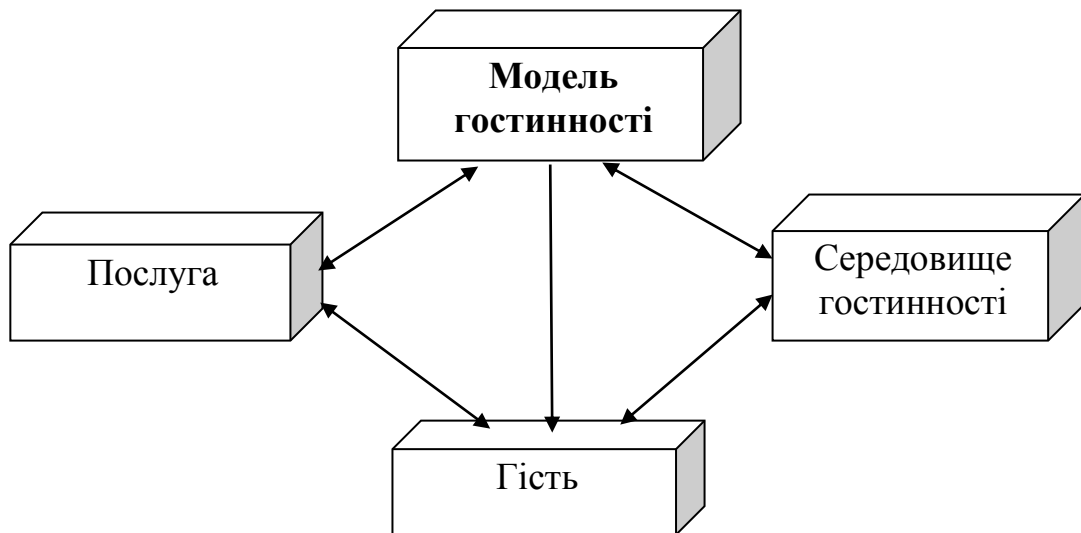 Модель
гостинності
Послуга
Середовище
гостинності
Гість